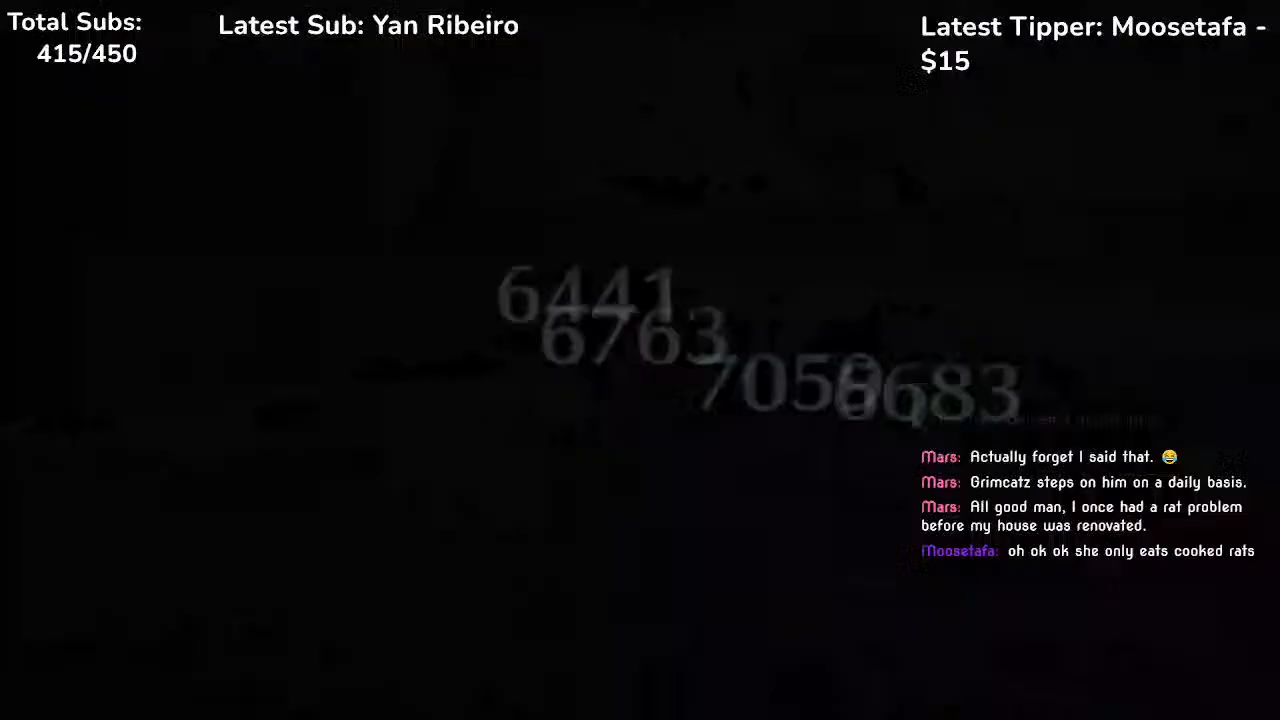 Total Subs:
415/450
Latest Sub: Yan Ribeiro
Latest Tipper: Moosetafa -
$15
6441
6763
Mars: Actually forget I said that. 😂
Mars: Grimcatz steps on him on a daily basis.
Mars: All good man, I once had a rat problem
before my house was renovated.
Moosetafa: oh ok ok she only eats cooked rats